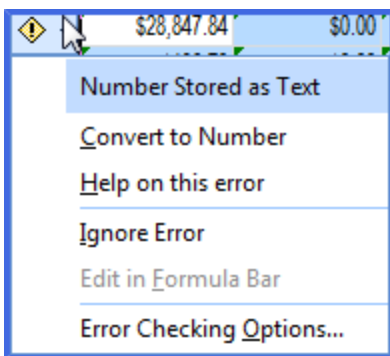 $28,847.84 $0.00
Number Stored as Text
Convert to Number
Help on this error
Ignore Error
Edit in Formula Bar
Error Checking Options...